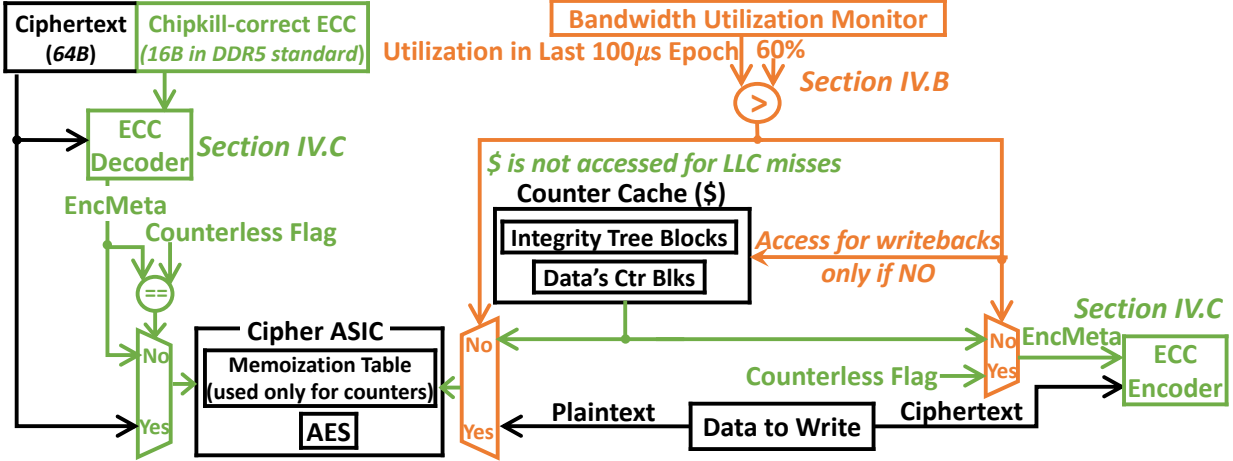 Ciphertext
(64B)
Chipkill-correct ECC
(16B in DDR5 standard)
Bandwidth Utilization Monitor
Utilization in Last 100μs Epoch
60%
>
Section IV.B
ECC
Decoder
Section IV.C
EncMeta
Counterless Flag
==
$ is not accessed for LLC misses
Counter Cache ($)
Integrity Tree Blocks
Data's Ctr Blks
Access for writebacks
only if NO
No
Yes
Cipher ASIC
Memoization Table
(used only for counters)
AES
No
Yes
Plaintext
Data to Write
Ciphertext
Counterless Flag
No
Yes
EncMeta
Section IV.C
ECC
Encoder